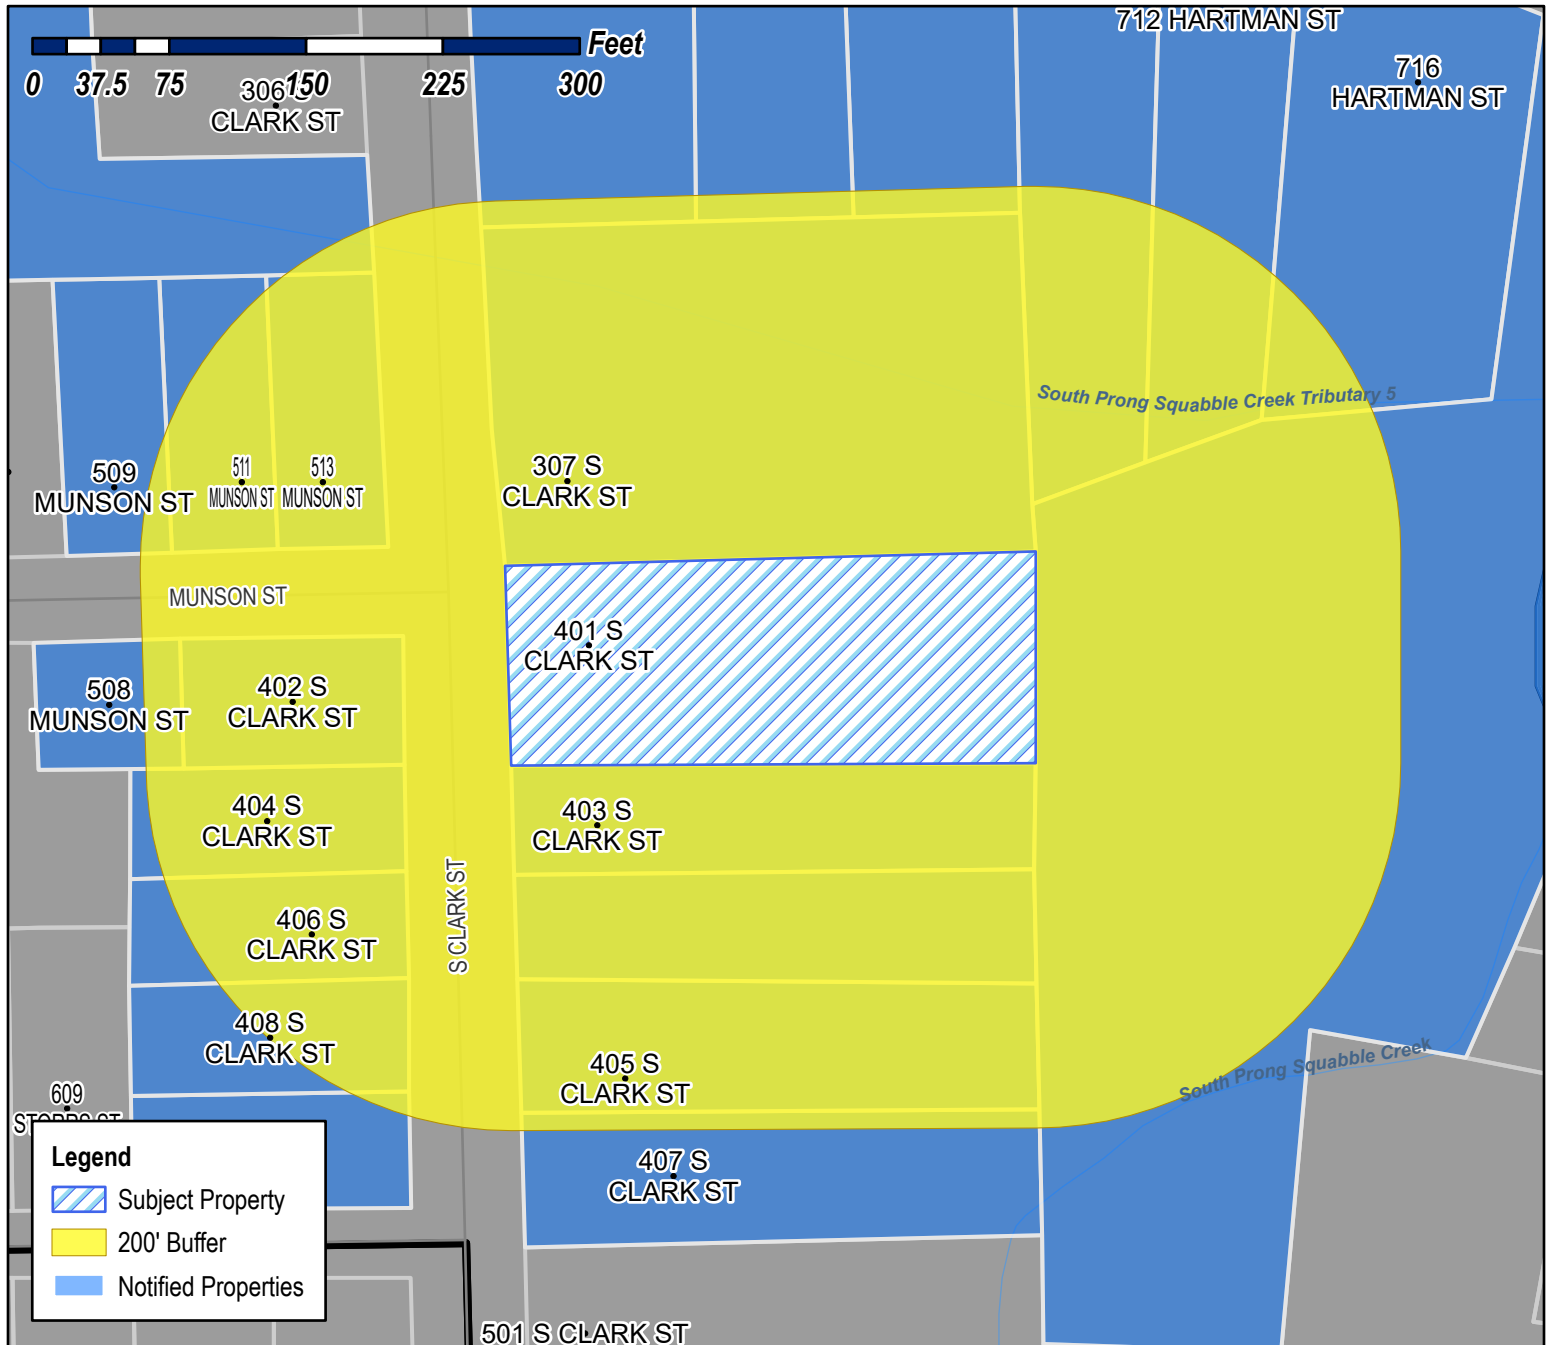 712 HARTMAN ST
Feet
0 37.5 75 150 225 300
306
CLARK ST
716
HARTMAN ST
South Prong Squabble Creek Tributary 5
509
MUNSON ST
511
MUNSON ST
513
MUNSON ST
307 S
CLARK ST
MUNSON ST
401 S
CLARK ST
508
MUNSON ST
402 S
CLARK ST
404 S
CLARK ST
403 S
CLARK ST
S CLARK ST
406 S
CLARK ST
408 S
CLARK ST
405 S
CLARK ST
South Prong Squabble Creek
609
407 S
CLARK ST
Legend
Subject Property
200' Buffer
Notified Properties
501 S CLARK ST